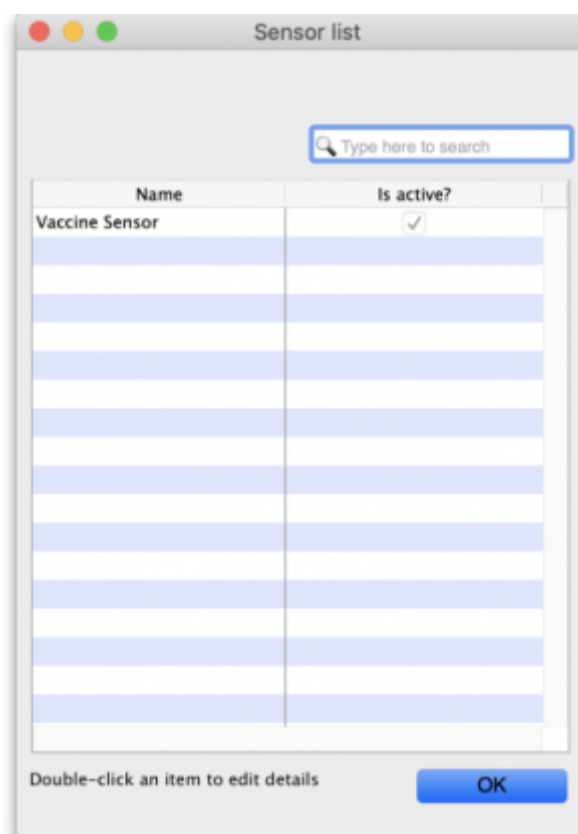 Sensor list
Type here to search
Name Is active?
Vaccine Sensor
Double-click an item to edit details
OK